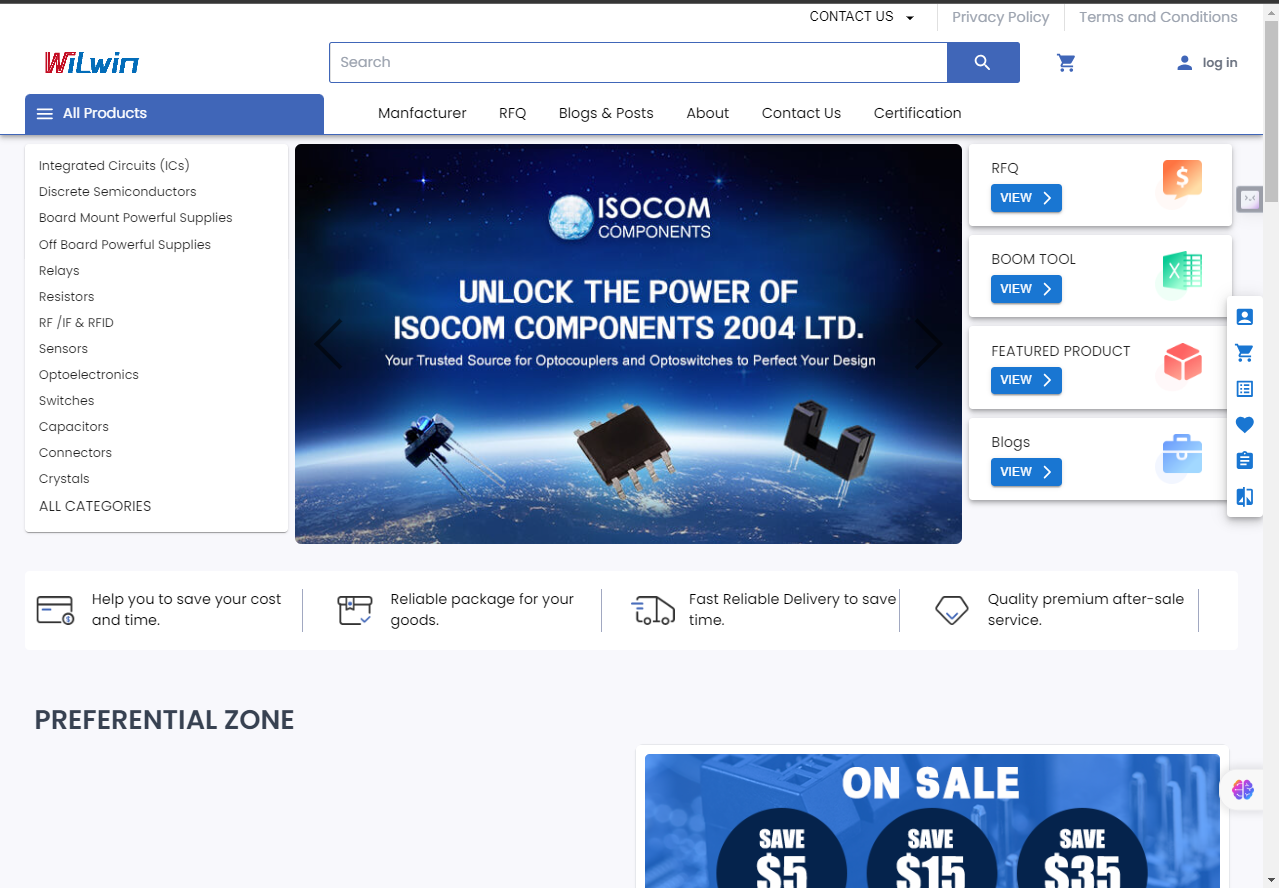 CONTACT US
Privacy Policy
Terms and Conditions
WiLwin
Search
log in
All Products
Manfacturer
RFQ
Blogs & Posts
About
Contact Us
Certification
Integrated Circuits (ICs)
Discrete Semiconductors
Board Mount Powerful Supplies
Off Board Powerful Supplies
Relays
Resistors
RF /IF & RFID
Sensors
Optoelectronics
Switches
Capacitors
Connectors
Crystals
ALL CATEGORIES
ISOCOM
COMPONENTS
UNLOCK THE POWER OF
ISOCOM COMPONENTS 2004 LTD.
Your Trusted Source for Optocouplers and Optoswitches to Perfect Your Design
RFQ
VIEW
$
BOOM TOOL
VIEW
X
FEATURED PRODUCT
VIEW
Blogs
VIEW
Help you to save your cost
and time.
Reliable package for your
goods.
Fast Reliable Delivery to save
time.
Quality premium after-sale
service.
PREFERENTIAL ZONE
ON SALE
SAVE
$5
SAVE
$15
SAVE
$35